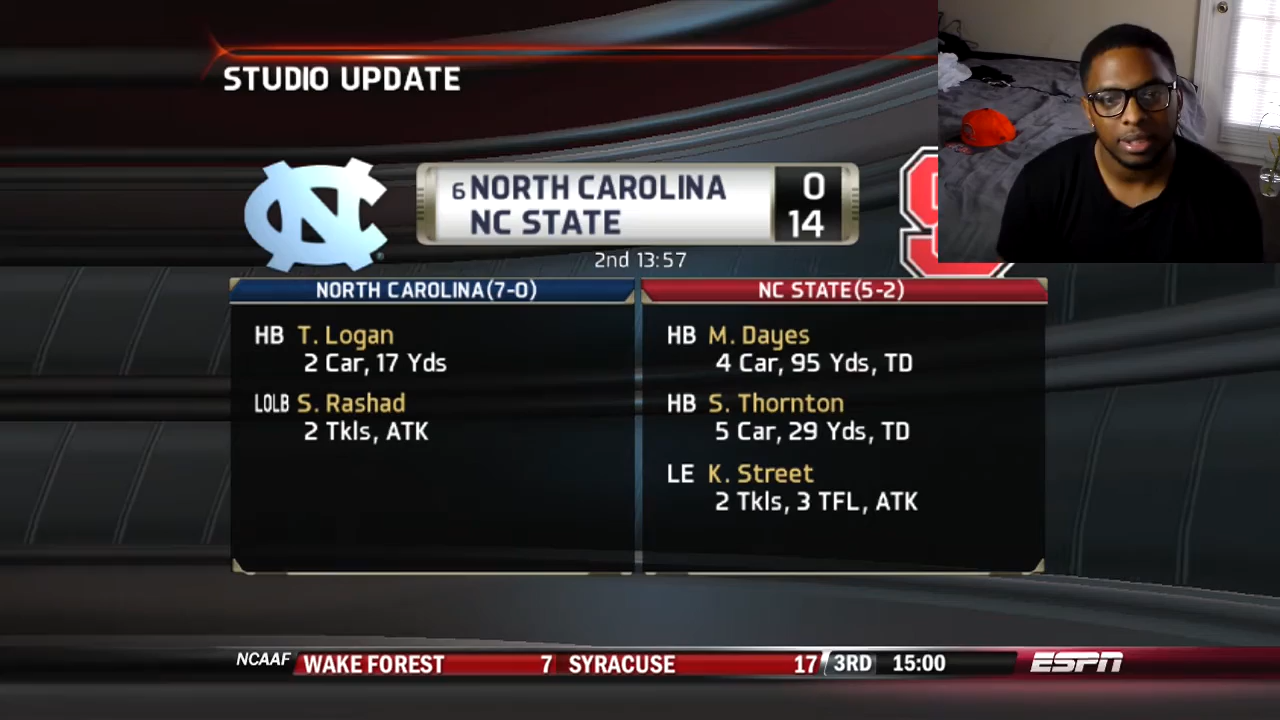 STUDIO UPDATE
6 NORTH CAROLINA 0
NC STATE 14
2nd 13:57
NORTH CAROLINA(7-0)
HB T. Logan
2 Car, 17 Yds
LOLB S. Rashad
2 Tkls, ATK
NC STATE(5-2)
HB M. Dayes
4 Car, 95 Yds, TD
HB S. Thornton
5 Car, 29 Yds, TD
LE K. Street
2 Tkls, 3 TFL, ATK
NCAAF WAKE FOREST 7 SYRACUSE 17 3RD 15:00 ESPN